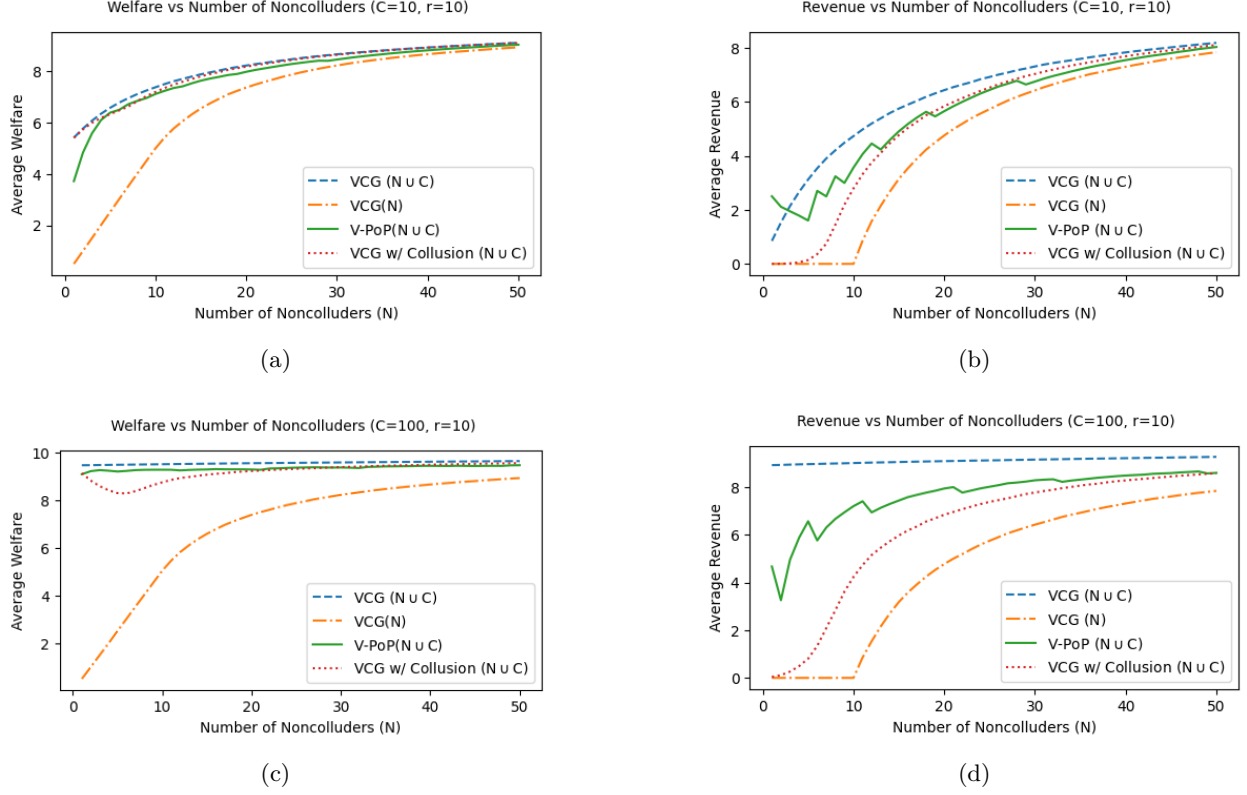 Welfare vs Number of Noncolluders (C=10, r=10)
Average Welfare
8
6
4
2
0
10
20
30
40
50
Number of Noncolluders (N)
VCG (N ∪ C)
VCG(N)
V-PoP(N ∪ C)
VCG w/ Collusion (N ∪ C)
(a)
Revenue vs Number of Noncolluders (C=10, r=10)
Average Revenue
8
6
4
2
0
0
10
20
30
40
50
Number of Noncolluders (N)
VCG (N ∪ C)
VCG (N)
V-PoP (N ∪ C)
VCG w/ Collusion (N ∪ C)
(b)
Welfare vs Number of Noncolluders (C=100, r=10)
Average Welfare
10
8
6
4
2
0
10
20
30
40
50
Number of Noncolluders (N)
VCG (N ∪ C)
VCG(N)
V-PoP(N ∪ C)
VCG w/ Collusion (N ∪ C)
(c)
Revenue vs Number of Noncolluders (C=100, r=10)
Average Revenue
8
6
4
2
0
0
10
20
30
40
50
Number of Noncolluders (N)
VCG (N ∪ C)
VCG (N)
V-PoP (N ∪ C)
VCG w/ Collusion (N ∪ C)
(d)